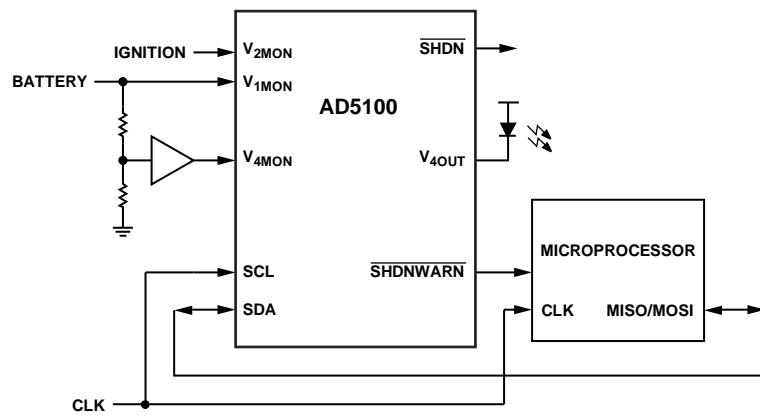 IGNITION
BATTERY
V2MON
V1MON
V4MON
SCL
SDA
AD5100
SHDN
V4OUT
SHDNWARN
MICROPROCESSOR
CLK MISO/MOSI
CLK